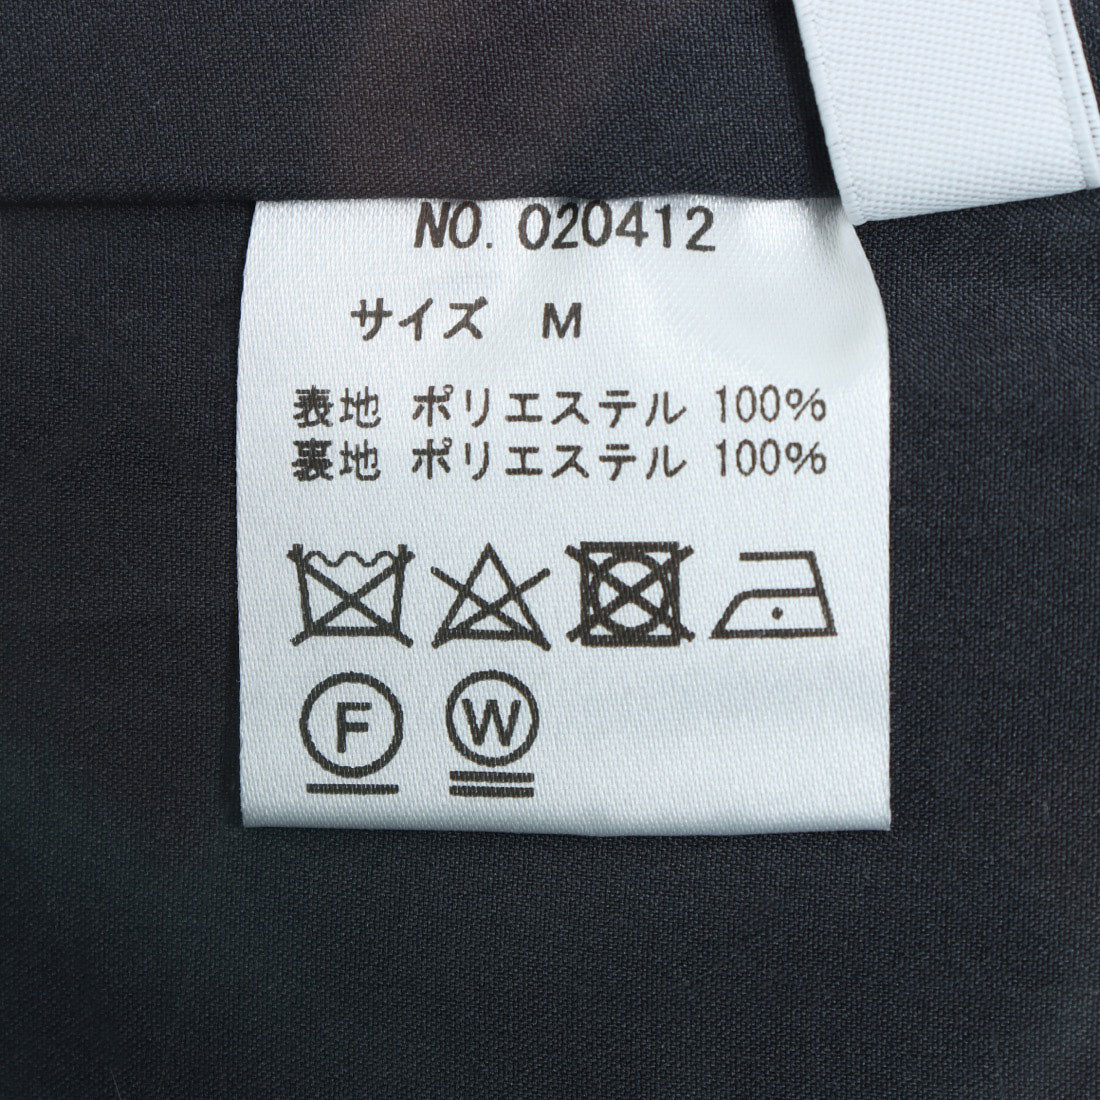 NO. 020412
サイズ M
表地 ポリエステル 100%
裏地 ポリエステル 100%
F W